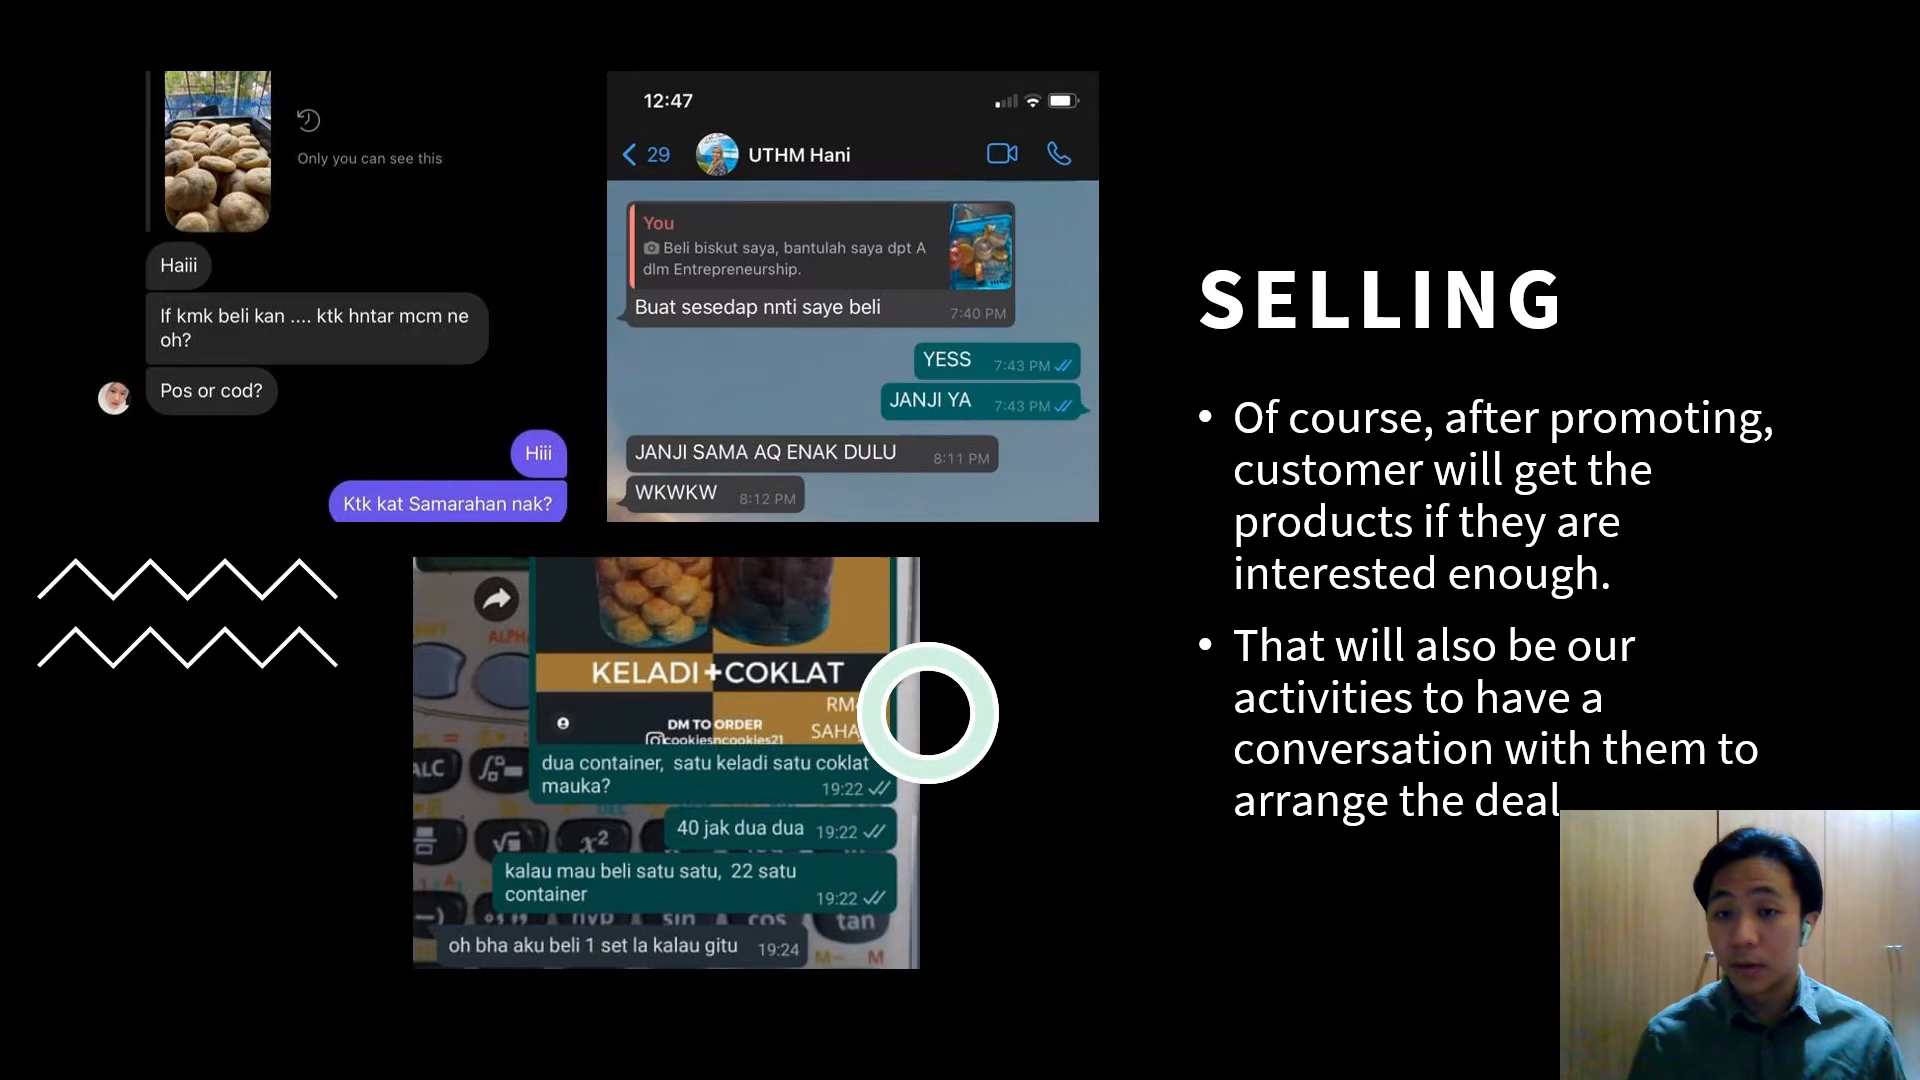 Only you can see this
Haiii
If kmk beli kan .... ktk hntar mcm ne
oh?
Pos or cod?
Hiii
Ktk kat Samarahan nak?
12:47
29
UTHM Hani
You
Beli biskut saya, bantulah saya dpt A
dlm Entrepreneurship.
Buat sesedap nnti saye beli
7:40 PM
YESS 7:43 PM
JANJI YA 7:43 PM
JANJI SAMA AQ ENAK DULU 8:11 PM
WKWKW 8:12 PM
KELADI+COKLAT
DM TO ORDER
cookiesncookies21
dua container, satu keladi satu coklat
mauka?
19:22
40 jak dua dua 19:22
kalau mau beli satu satu, 22 satu
container
19:22
oh bha aku beli 1 set la kalau gitu 19:24
x²
sin
cos
tan
M
SELLING
• Of course, after promoting,
customer will get the
products if they are
interested enough.
• That will also be our
activities to have a
conversation with them to
arrange the deal